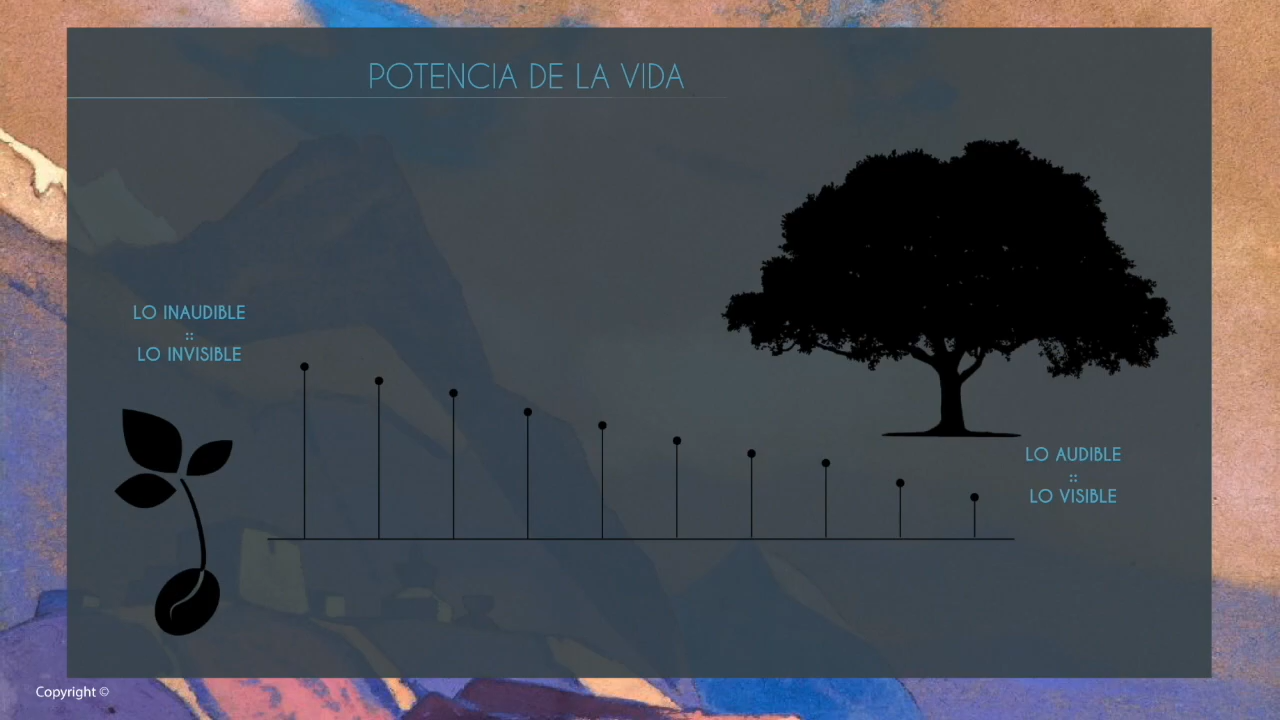 POTENCIA DE LA VIDA
LO INAUDIBLE
::
LO INVISIBLE
LO AUDIBLE
::
LO VISIBLE
Copyright ©